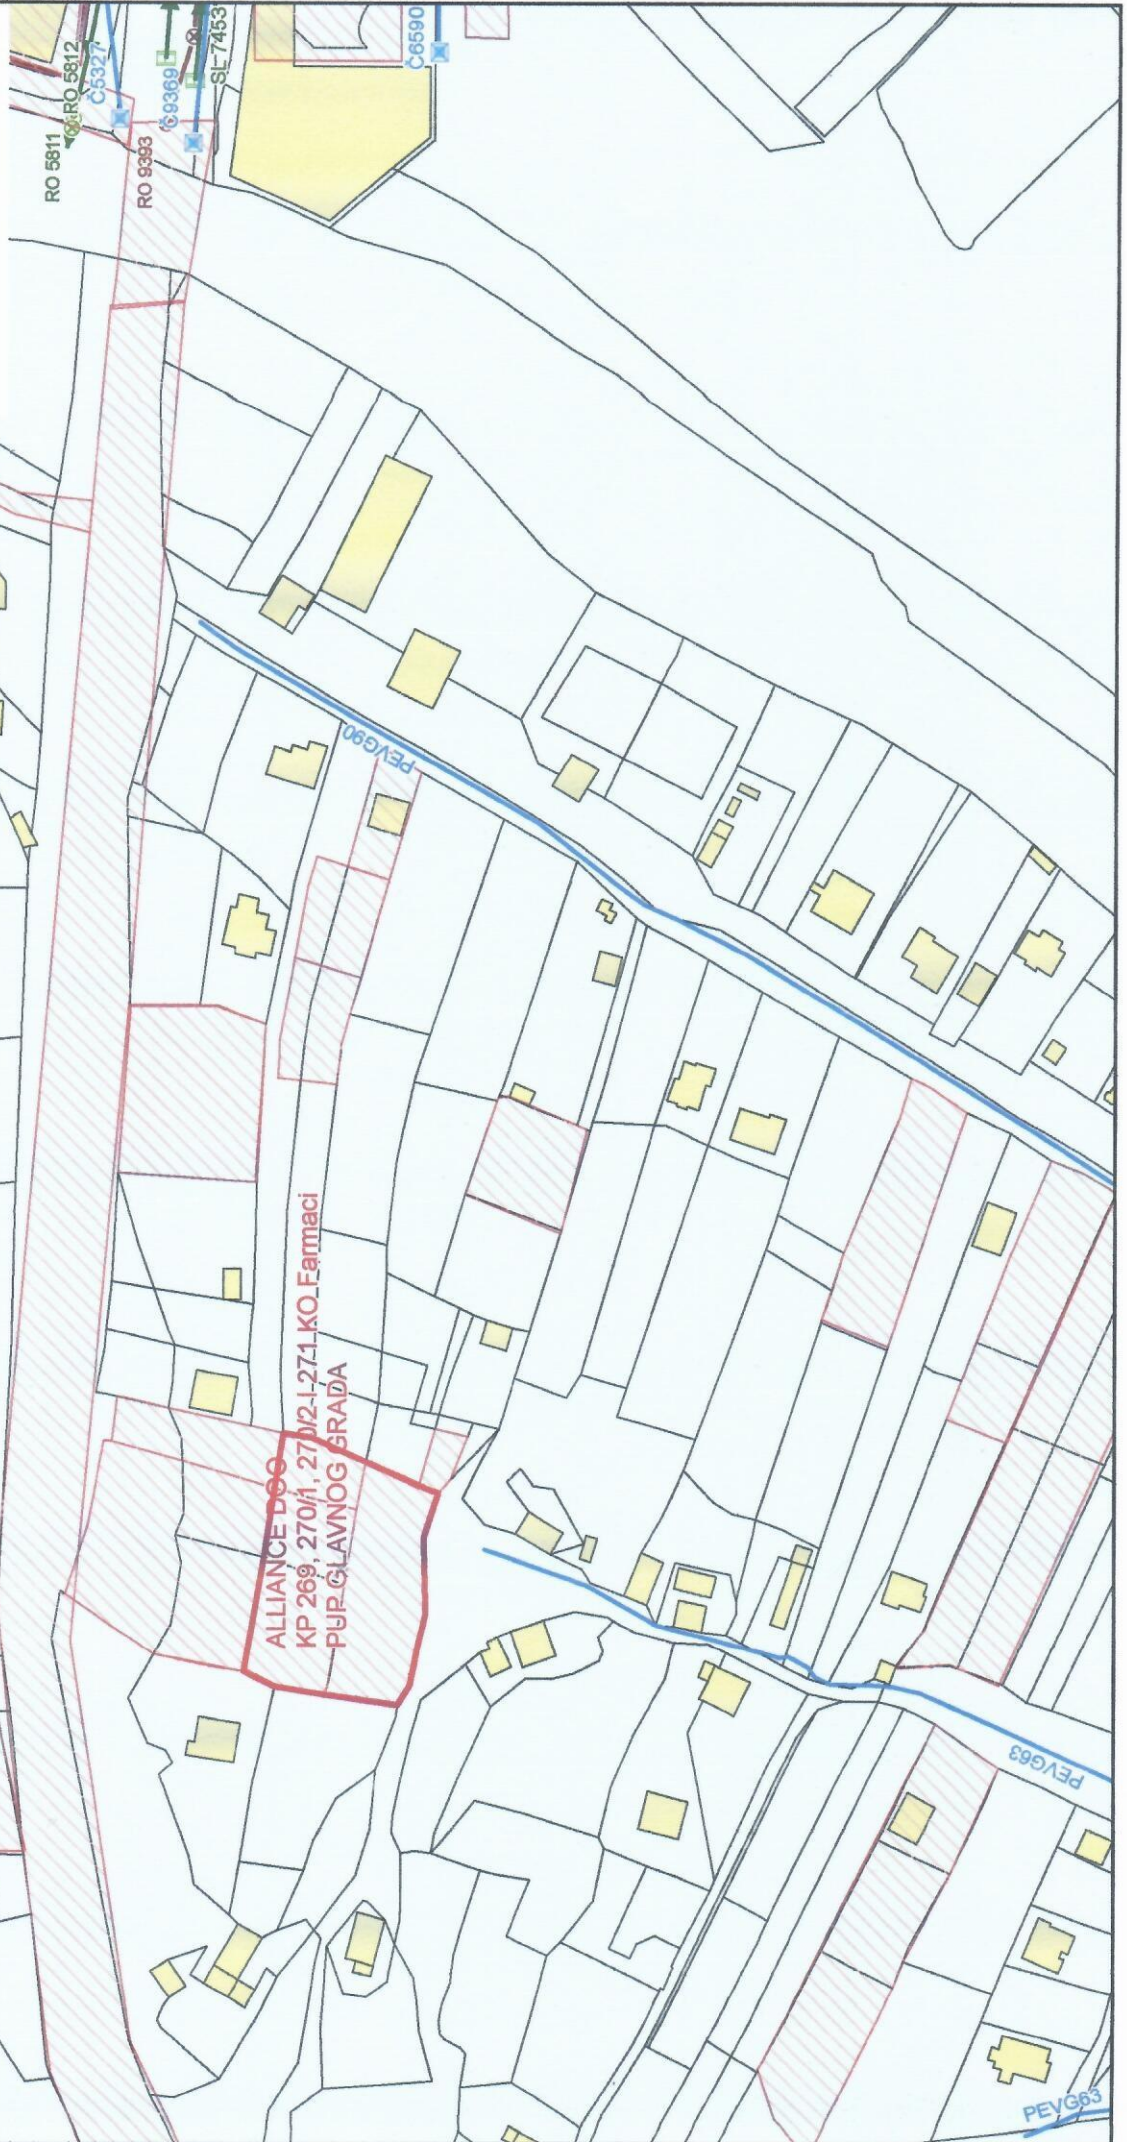 RO 5811
RO 5812
Č5327
RO 9393
Č9369
SL-7453
Č6590
PEVG90
ALLIANCE DOO
KP 269, 270/1, 270/2 I 271 KO Farmaci
PUP GLAVNOG GRADA
PEVG63
PEVG63